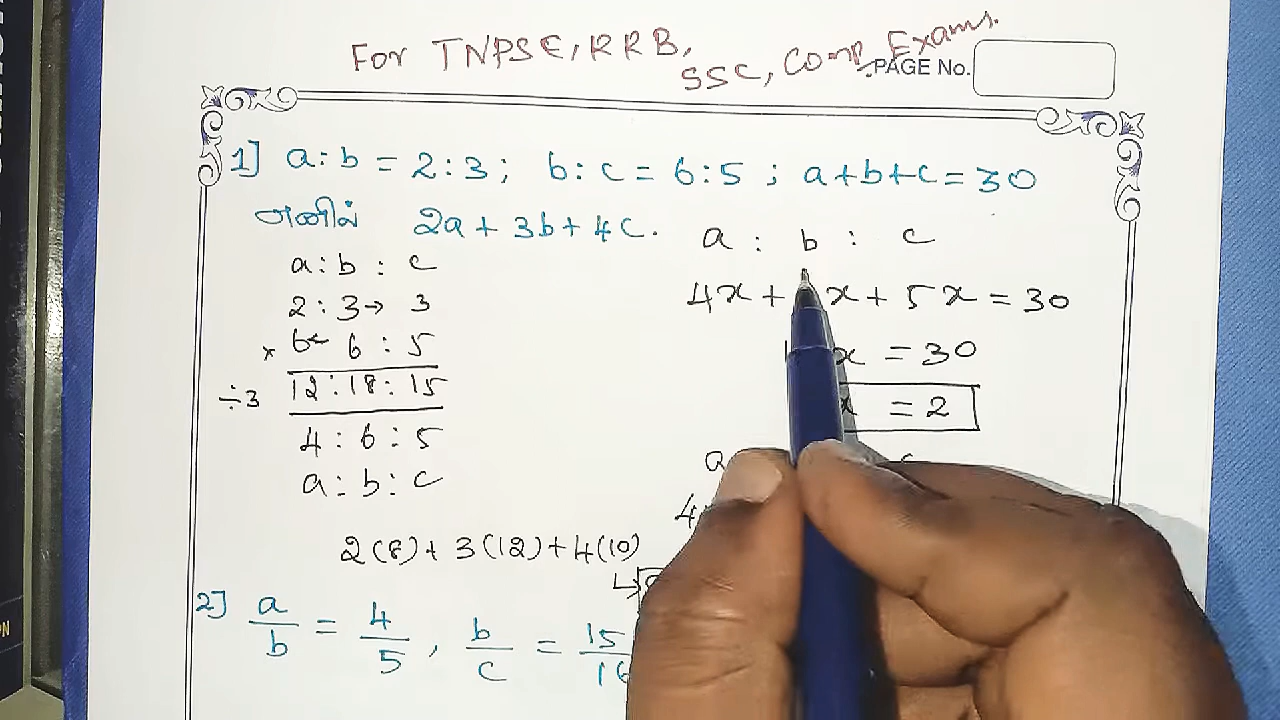 For TNPSC, RRB,
SSC, Comp. Exams.
PAGE No.
1] a:b = 2:3; b:c = 6:5; a+b+c=30
எனில் 2a + 3b + 4c.
a:b : c
2 : 3→ 3
× 6← 6 : 5
÷3 12:18:15
4 : 6 : 5
a : b : c
a : b : c
4x + x + 5x = 30
x = 30
x = 2
a c
4
2(8) + 3(12) + 4(10)
2] a/b = 4/5, b/c = 15/16